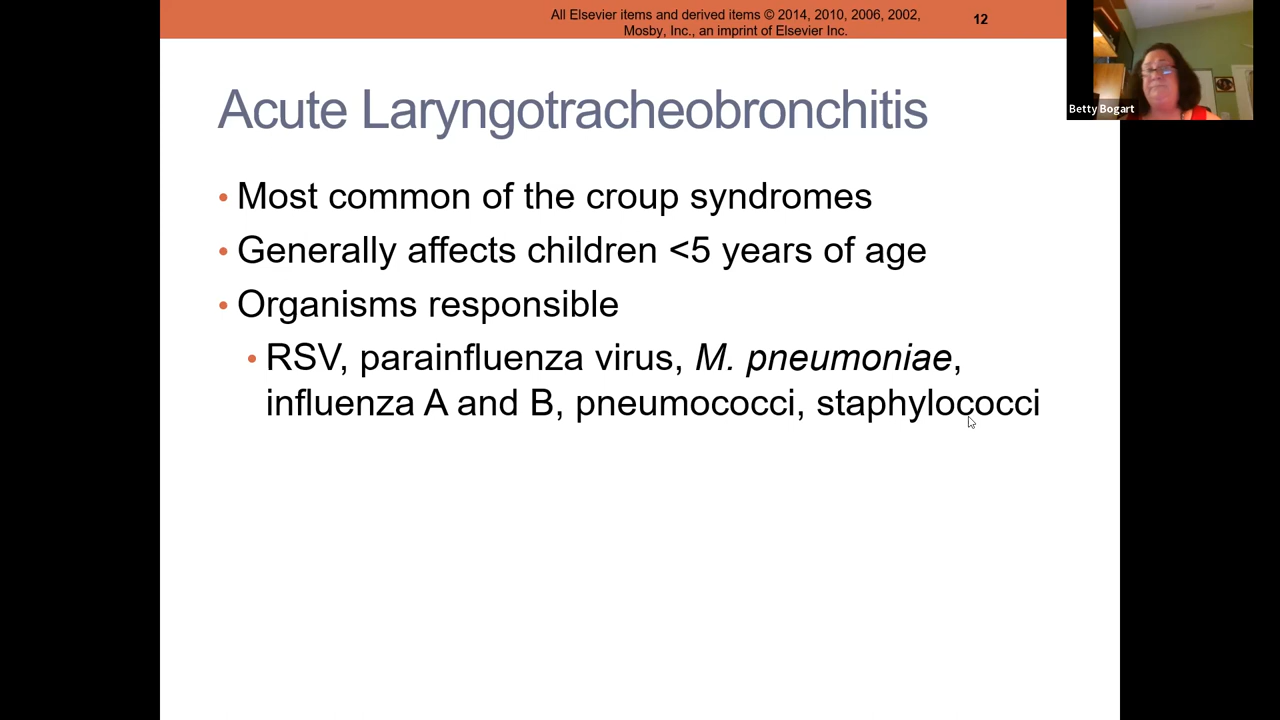 All Elsevier items and derived items © 2014, 2010, 2006, 2002,
Mosby, Inc., an imprint of Elsevier Inc.
12
Betty Bogart
Acute Laryngotracheobronchitis
• Most common of the croup syndromes
• Generally affects children <5 years of age
• Organisms responsible
• RSV, parainfluenza virus, M. pneumoniae,
influenza A and B, pneumococci, staphylococci